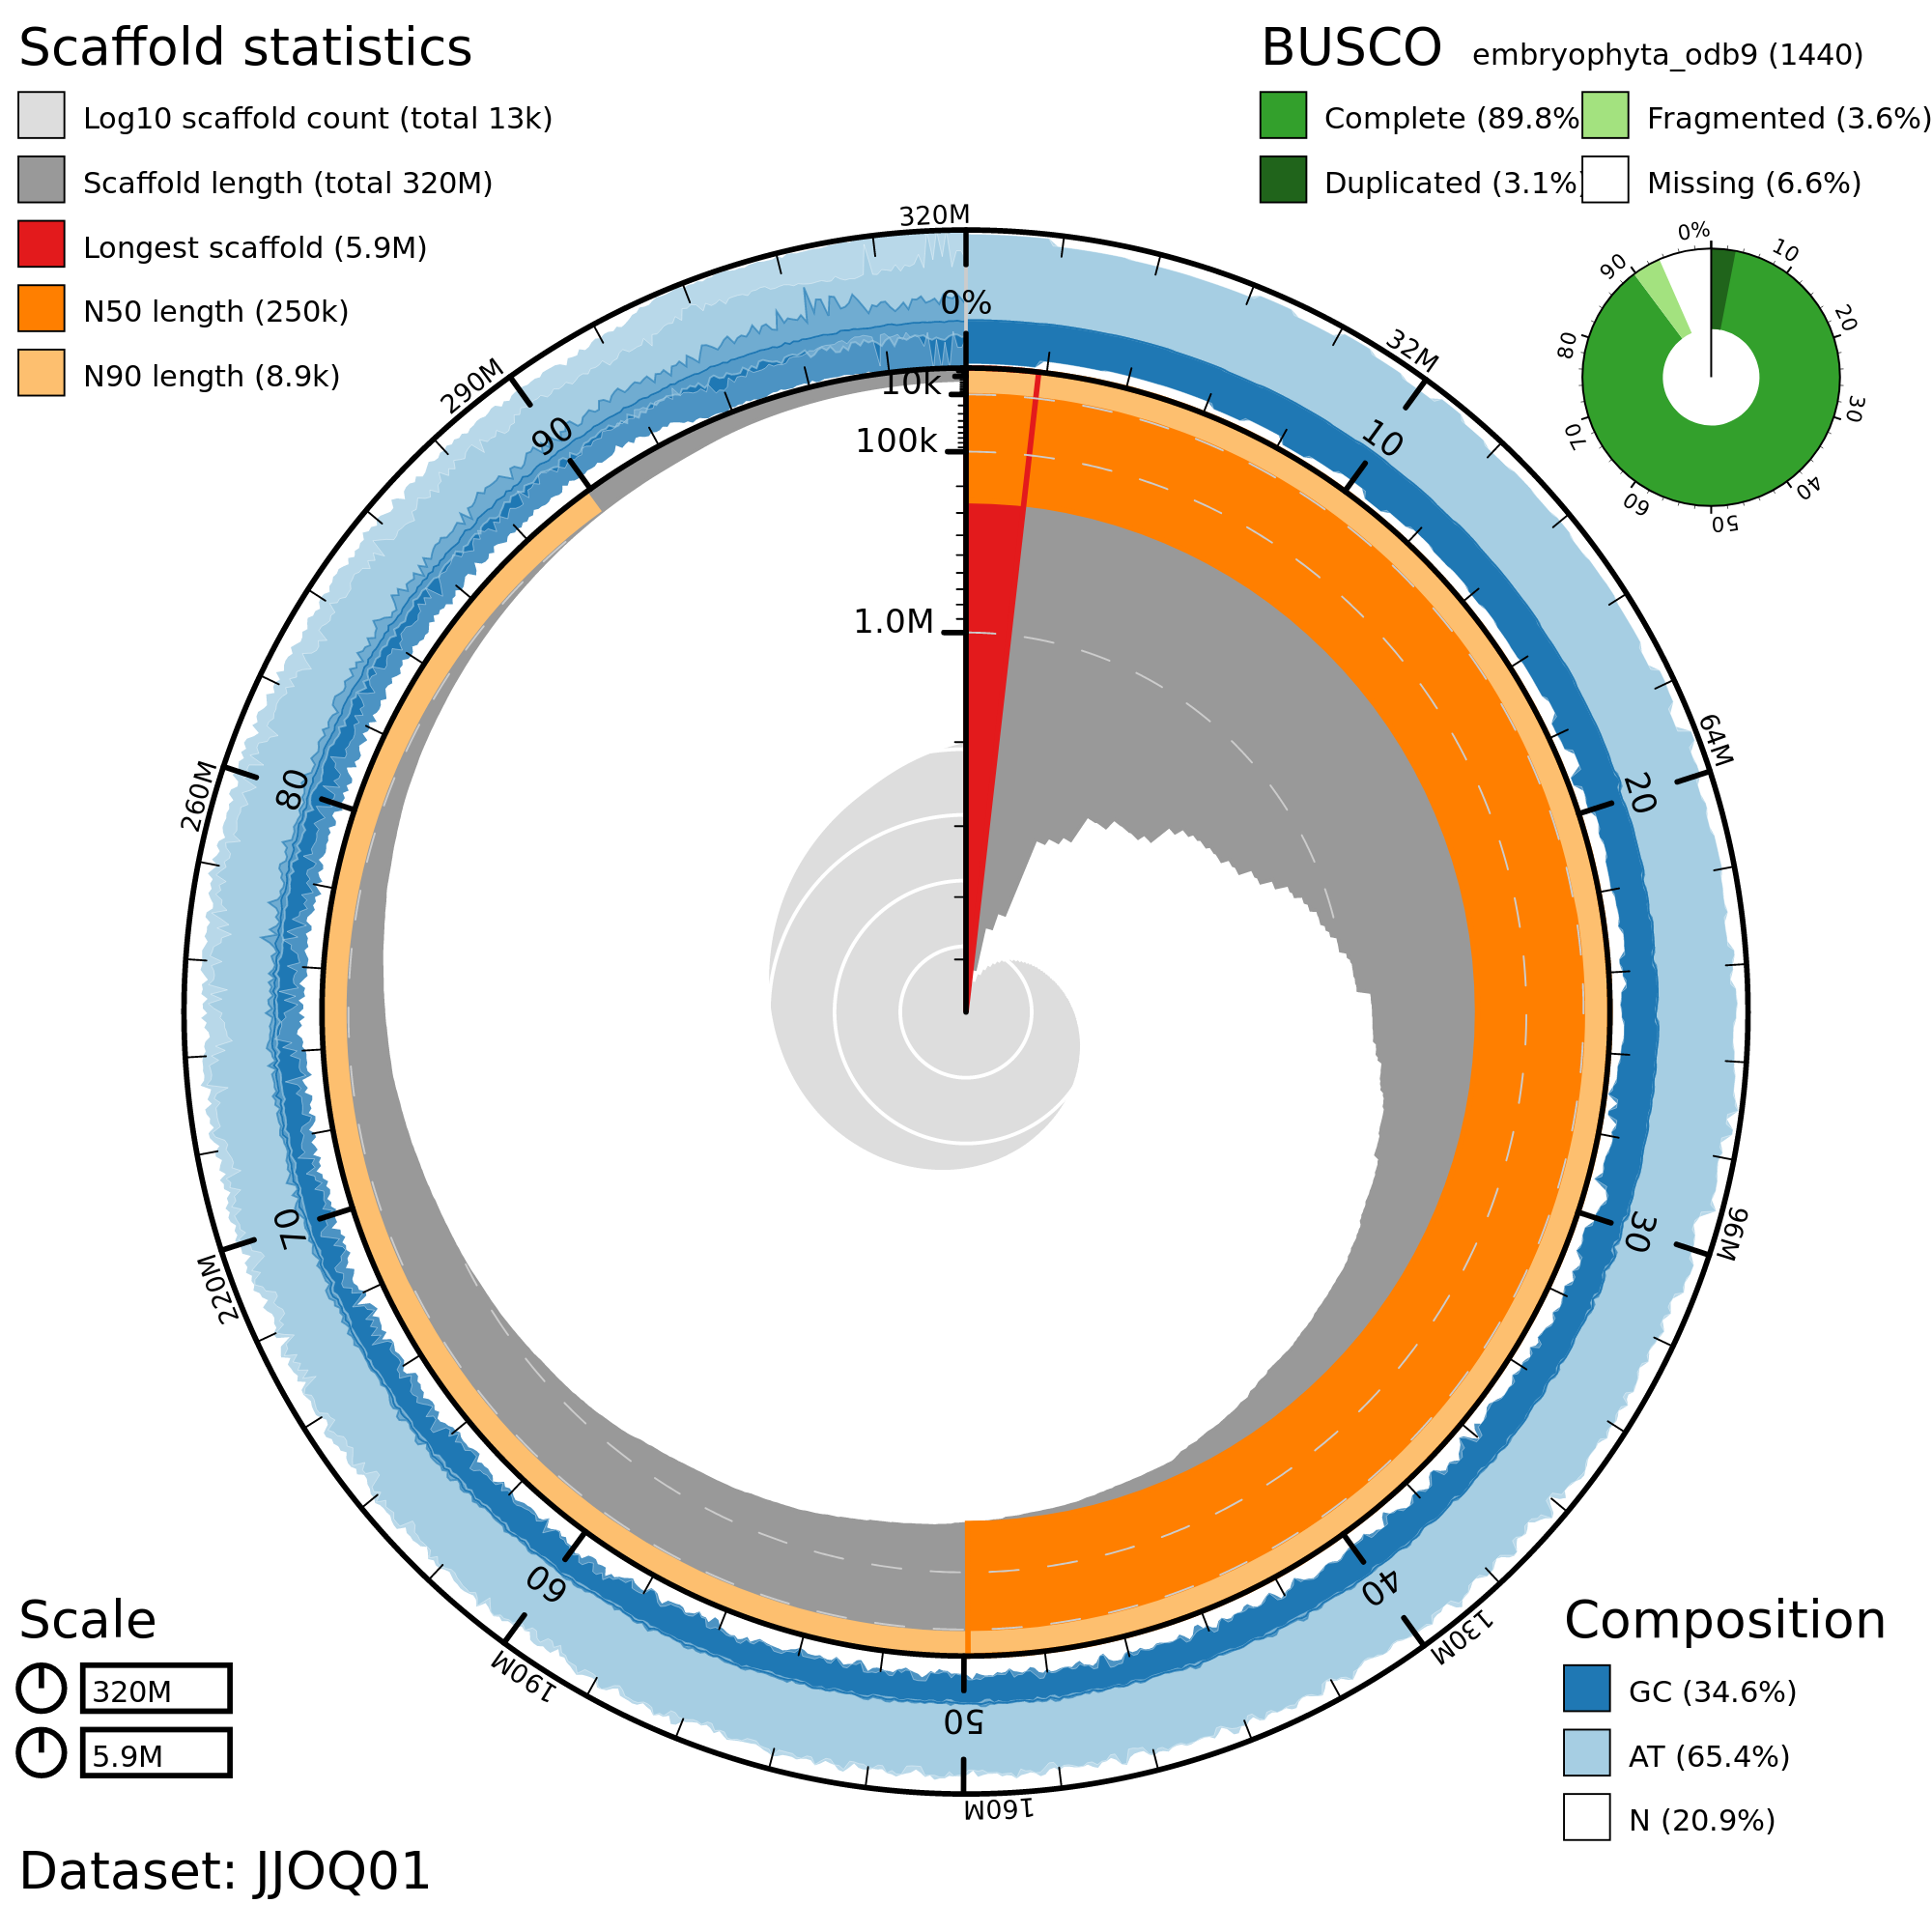 Scaffold statistics
Log10 scaffold count (total 13k)
Scaffold length (total 320M)
Longest scaffold (5.9M)
N50 length (250k)
N90 length (8.9k)
BUSCO embryophyta_odb9 (1440)
Complete (89.8%
Fragmented (3.6%)
Duplicated (3.1%)
Missing (6.6%)
0%
10
20
30
40
50
60
70
80
90
320M
32M
64M
96M
130M
160M
190M
220M
260M
290M
0%
10
20
30
40
50
60
70
80
90
10k
100k
1.0M
Scale
320M
5.9M
Composition
GC (34.6%)
AT (65.4%)
N (20.9%)
Dataset: JJOQ01